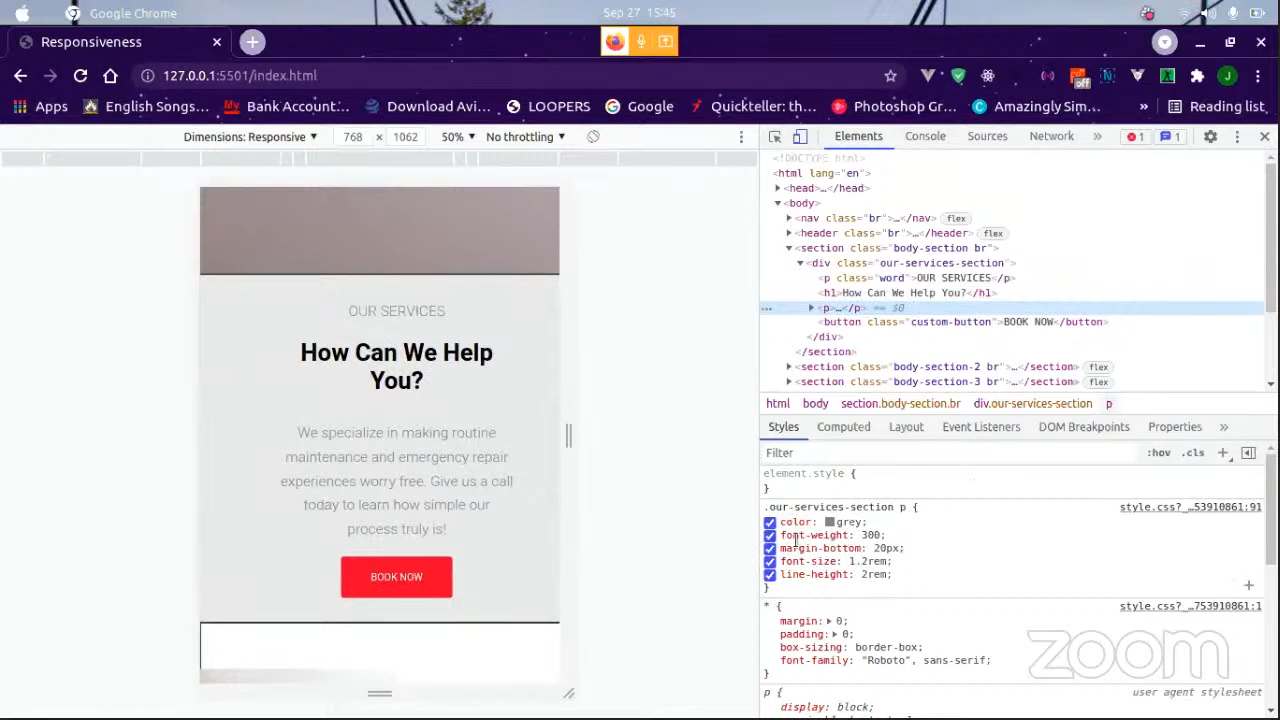 Google Chrome
Sep 27 15:45
Responsiveness
127.0.0.1:5501/index.html
off
J
Apps
English Songs...
My
Bank Account:...
Download Avi...
LOOPERS
Google
Quickteller: th...
Photoshop Gr...
Amazingly Sim...
»
Reading list
Dimensions: Responsive
768 × 1062
50%
No throttling
Elements
Console
Sources
Network
»
1
1
<!DOCTYPE html>
<html lang="en">
<head>…</head>
<body>
<nav class="br">…</nav> flex
<header class="br">…</header> flex
<section class="body-section br">
<div class="our-services-section">
<p class="word">OUR SERVICES</p>
<h1>How Can We Help You?</h1>
… <p>…</p> == $0
<button class="custom-button">BOOK NOW</button>
</div>
</section>
<section class="body-section-2 br">…</section> flex
<section class="body-section-3 br">…</section> flex
html body section.body-section.br div.our-services-section p
Styles Computed Layout Event Listeners DOM Breakpoints Properties »
Filter
:hov .cls +
element.style {
}
.our-services-section p {
style.css?_…53910861:91
color: grey;
font-weight: 300;
margin-bottom: 20px;
font-size: 1.2rem;
line-height: 2rem;
}
* {
style.css?_…753910861:1
margin: 0;
padding: 0;
box-sizing: border-box;
font-family: "Roboto", sans-serif;
}
p {
user agent stylesheet
display: block;
OUR SERVICES
How Can We Help
You?
We specialize in making routine
maintenance and emergency repair
experiences worry free. Give us a call
today to learn how simple our
process truly is!
BOOK NOW
zoom